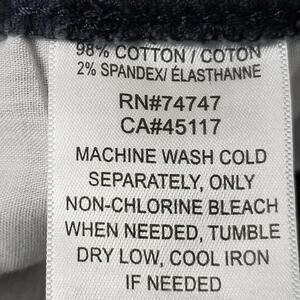 98% COTTON / COTON
2% SPANDEX/ ÉLASTHANNE
RN#74747
CA#45117
MACHINE WASH COLD
SEPARATELY, ONLY
NON-CHLORINE BLEACH
WHEN NEEDED, TUMBLE
DRY LOW, COOL IRON
IF NEEDED